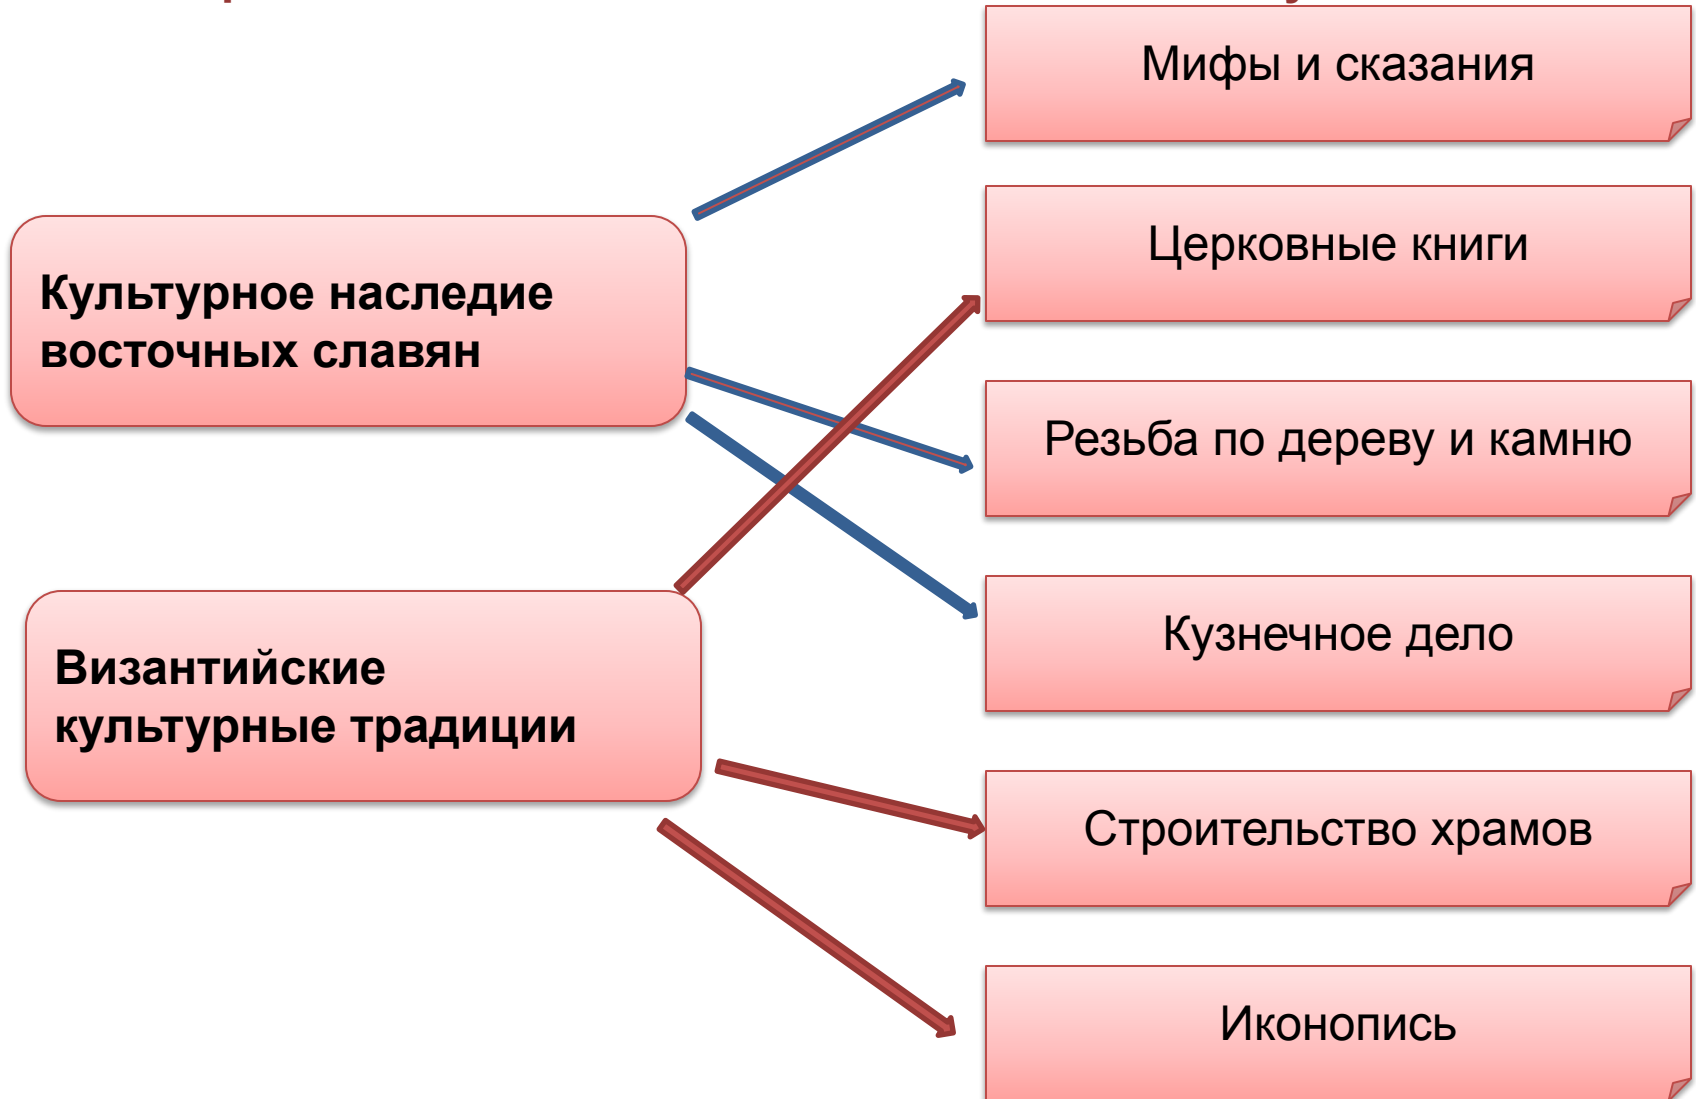 Мифы и сказания
Церковные книги
Культурное наследие
восточных славян
Резьба по дереву и камню
Кузнечное дело
Византийские
культурные традиции
Строительство храмов
Иконопись